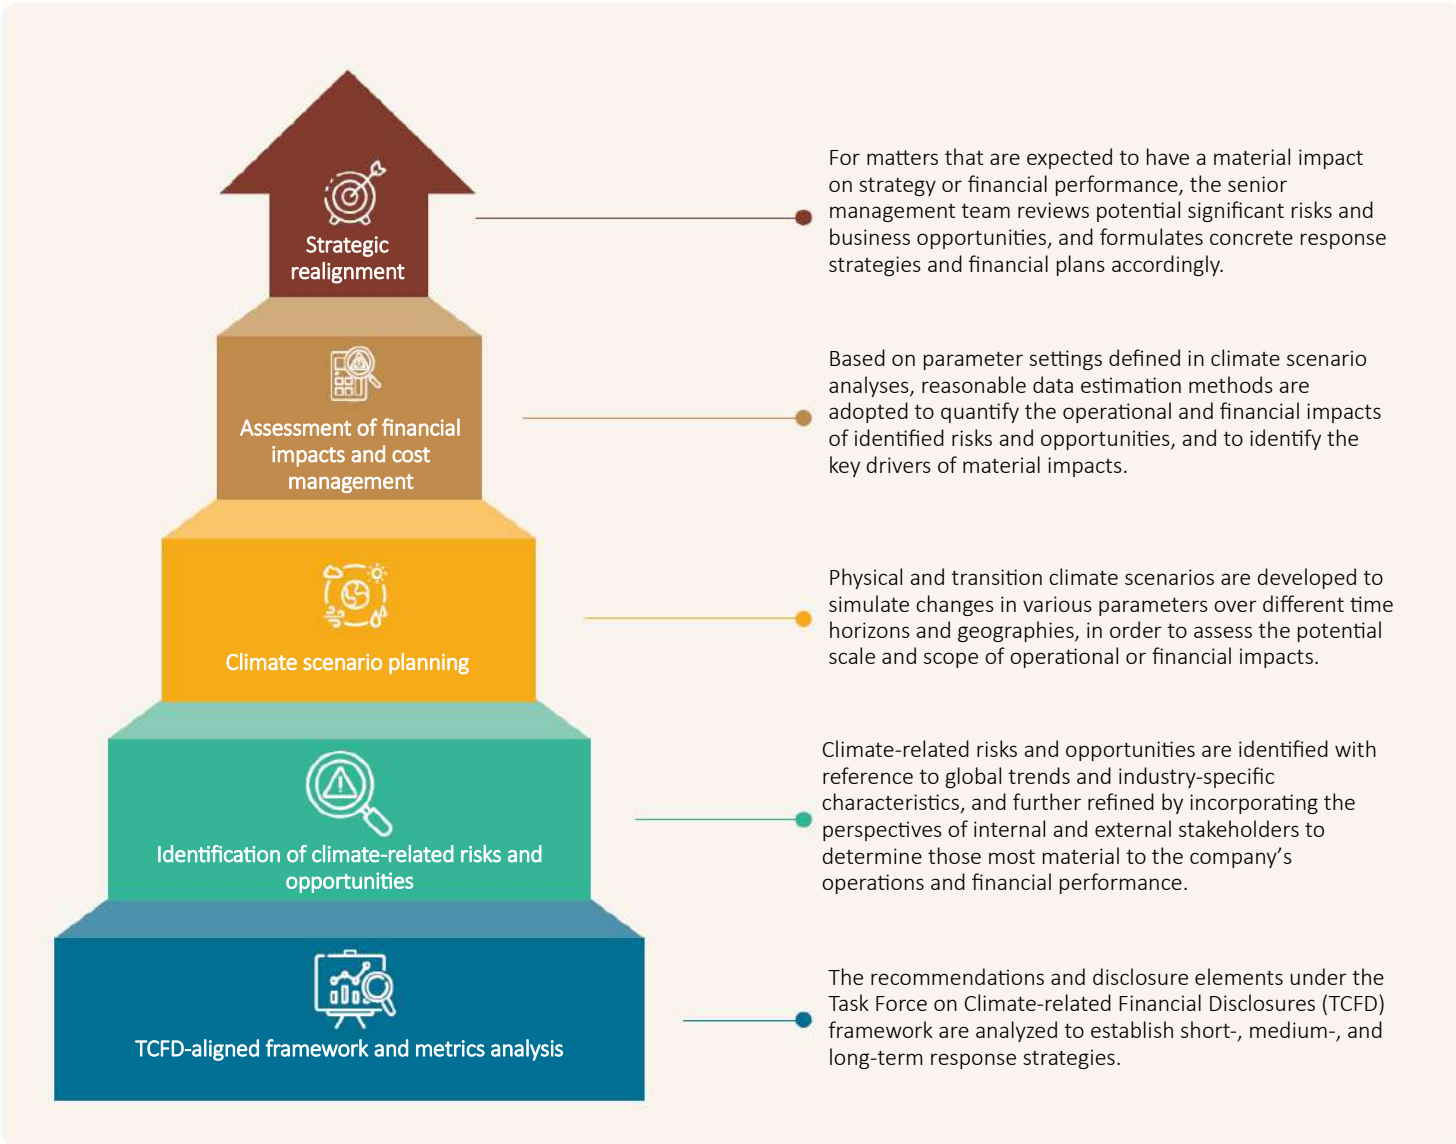 Strategic
realignment
For matters that are expected to have a material impact
on strategy or financial performance, the senior
management team reviews potential significant risks and
business opportunities, and formulates concrete response
strategies and financial plans accordingly.
Assessment of financial
impacts and cost
management
Based on parameter settings defined in climate scenario
analyses, reasonable data estimation methods are
adopted to quantify the operational and financial impacts
of identified risks and opportunities, and to identify the
key drivers of material impacts.
Climate scenario planning
Physical and transition climate scenarios are developed to
simulate changes in various parameters over different time
horizons and geographies, in order to assess the potential
scale and scope of operational or financial impacts.
Identification of climate-related risks and
opportunities
Climate-related risks and opportunities are identified with
reference to global trends and industry-specific
characteristics, and further refined by incorporating the
perspectives of internal and external stakeholders to
determine those most material to the company’s
operations and financial performance.
TCFD-aligned framework and metrics analysis
The recommendations and disclosure elements under the
Task Force on Climate-related Financial Disclosures (TCFD)
framework are analyzed to establish short-, medium-, and
long-term response strategies.